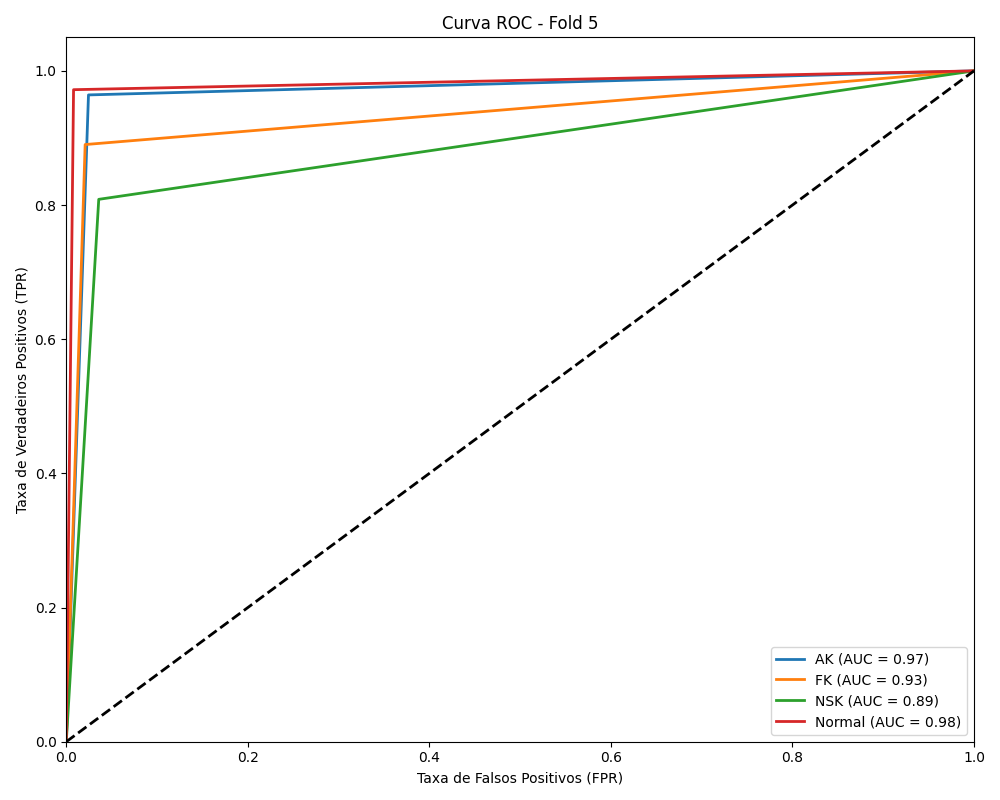 Curva ROC - Fold 5
1.0
0.8
0.6
0.4
0.2
0.0
Taxa de Verdadeiros Positivos (TPR)
0.0 0.2 0.4 0.6 0.8 1.0
Taxa de Falsos Positivos (FPR)
AK (AUC = 0.97)
FK (AUC = 0.93)
NSK (AUC = 0.89)
Normal (AUC = 0.98)